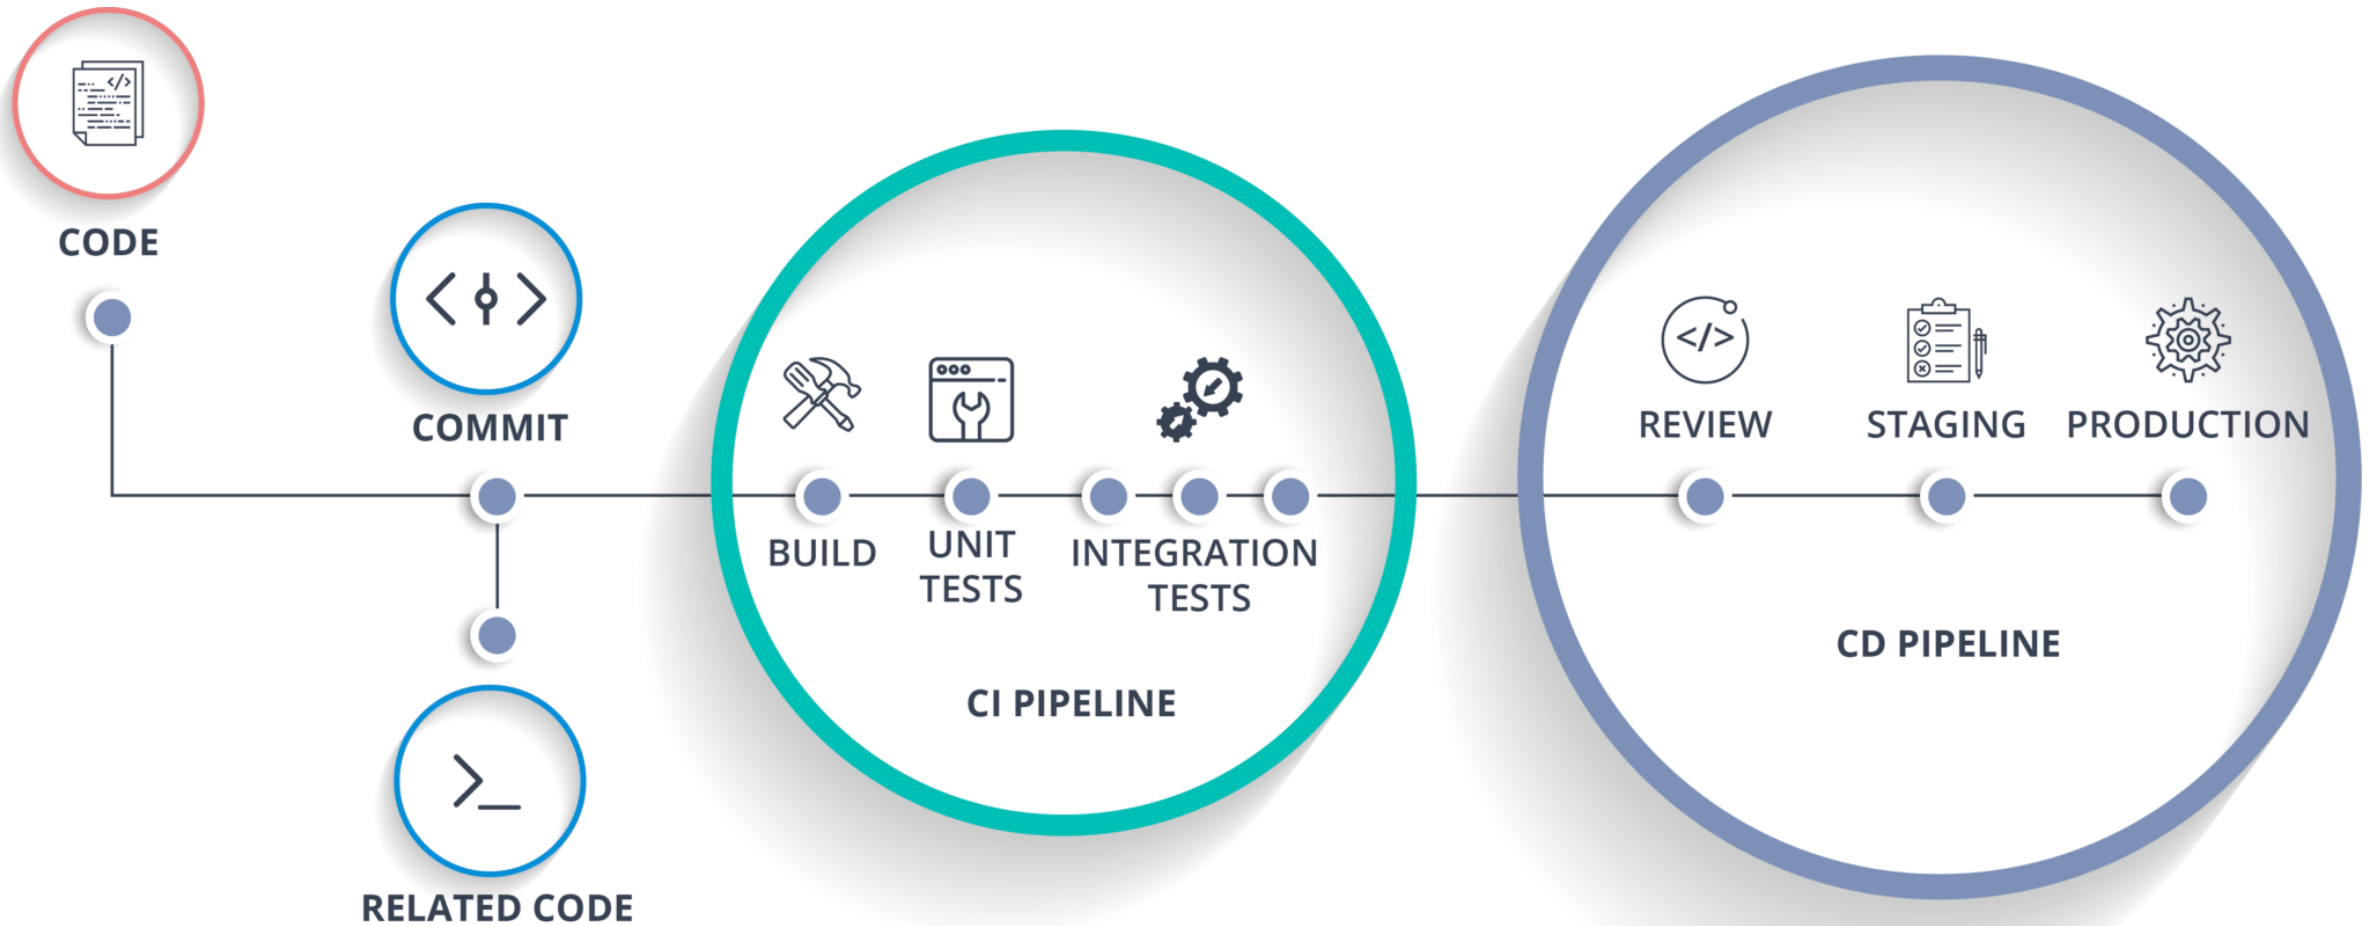 CODE
COMMIT
RELATED CODE
BUILD
UNIT
TESTS
INTEGRATION
TESTS
CI PIPELINE
REVIEW
STAGING
PRODUCTION
CD PIPELINE